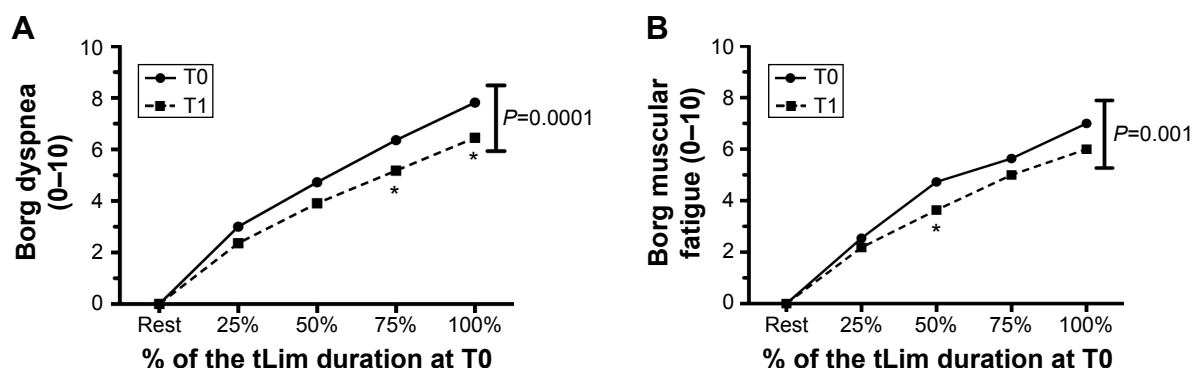 A
Borg dyspnea
(0–10)
10
8
6
4
2
0
T0
T1
P=0.0001
*
*
Rest 25% 50% 75% 100%
% of the tLim duration at T0
B
Borg muscular
fatigue (0–10)
10
8
6
4
2
0
T0
T1
P=0.001
*
Rest 25% 50% 75% 100%
% of the tLim duration at T0